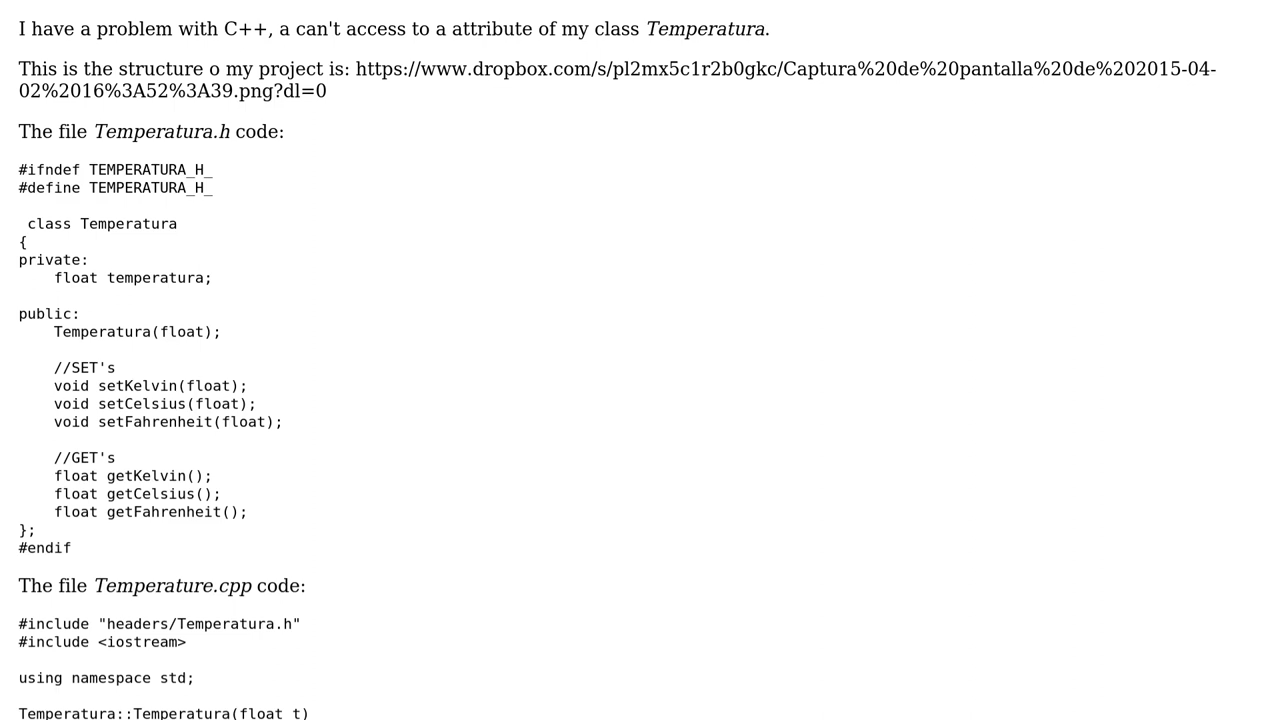 I have a problem with C++, a can't access to a attribute of my class Temperatura.
This is the structure o my project is: https://www.dropbox.com/s/pl2mx5c1r2b0gkc/Captura%20de%20pantalla%20de%202015-04-
02%2016%3A52%3A39.png?dl=0
The file Temperatura.h code:
#ifndef TEMPERATURA_H_
#define TEMPERATURA_H_
class Temperatura
{
private:
float temperatura;
public:
Temperatura(float);
//SET's
void setKelvin(float);
void setCelsius(float);
void setFahrenheit(float);
//GET's
float getKelvin();
float getCelsius();
float getFahrenheit();
};
#endif
The file Temperature.cpp code:
#include "headers/Temperatura.h"
#include <iostream>
using namespace std;
Temperatura::Temperatura(float t)